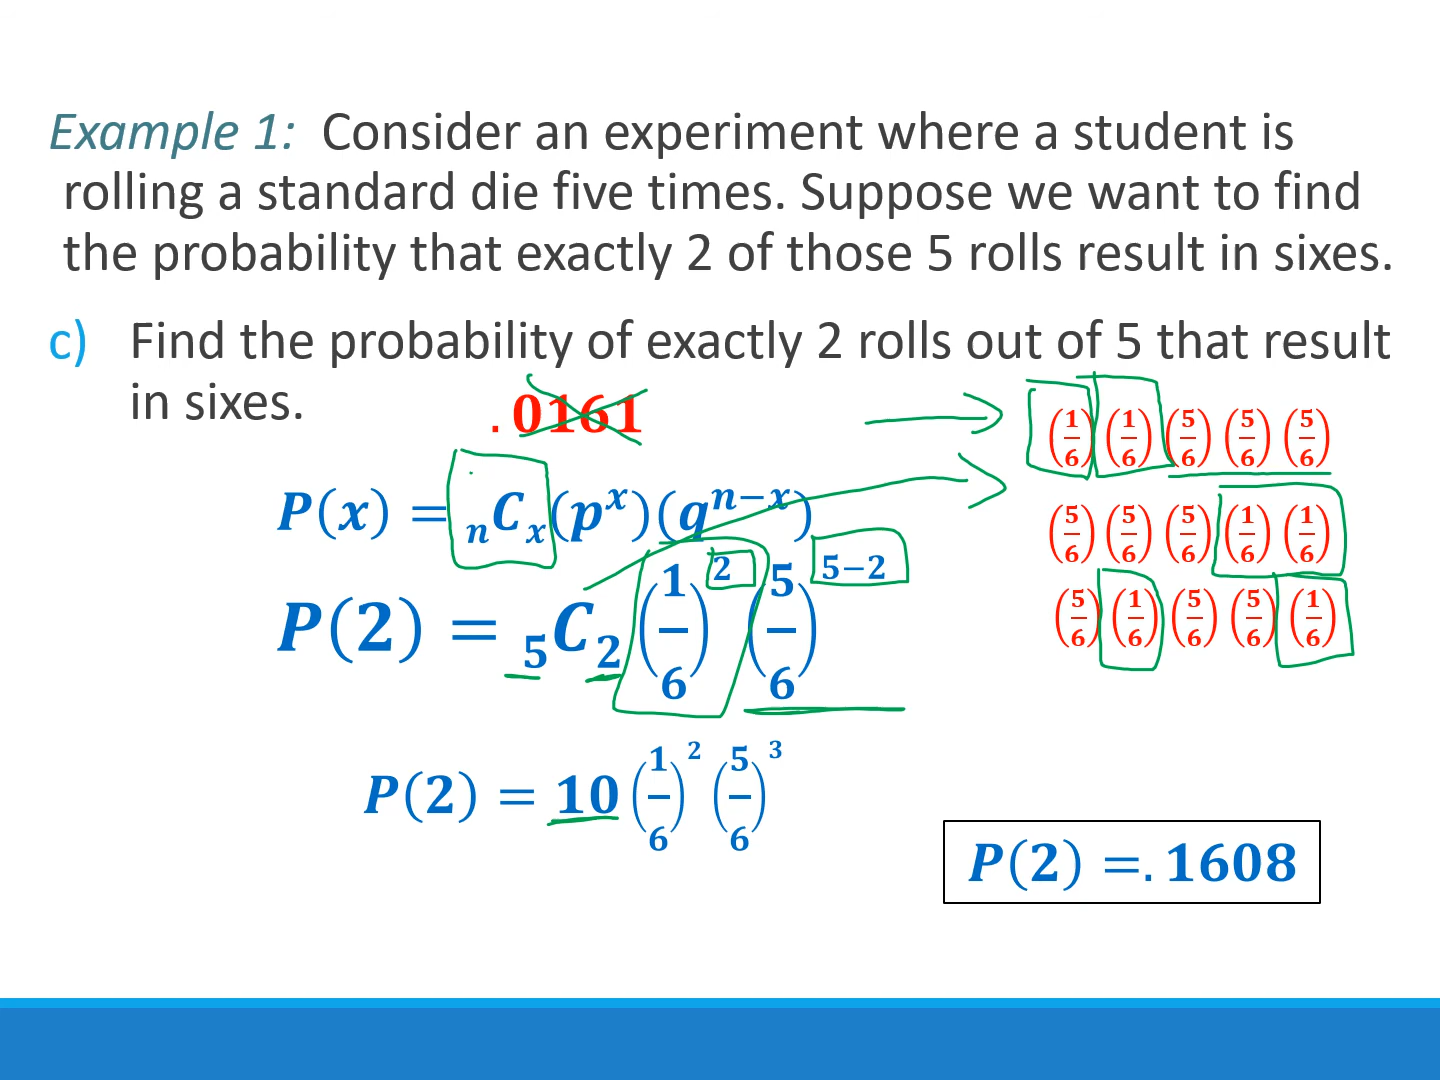 Example 1: Consider an experiment where a student is
rolling a standard die five times. Suppose we want to find
the probability that exactly 2 of those 5 rolls result in sixes.
c) Find the probability of exactly 2 rolls out of 5 that result
in sixes.
.0161
(1/6)(1/6)(5/6)(5/6)(5/6)
P(x) = ₙCₓ(pˣ)(qⁿ⁻ˣ)
(5/6)(5/6)(5/6)(1/6)(1/6)
P(2) = ₅C₂(1/6)²(5/6)⁵⁻²
(5/6)(1/6)(5/6)(5/6)(1/6)
P(2) = 10(1/6)²(5/6)³
P(2) =.1608